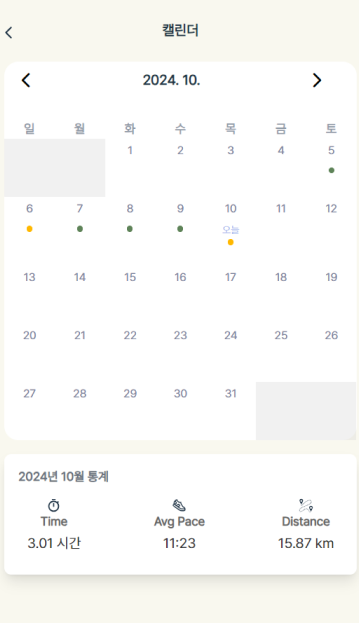 캘린더
2024. 10.
일 월 화 수 목 금 토
1 2 3 4 5
6 7 8 9 10 11 12
오늘
13 14 15 16 17 18 19
20 21 22 23 24 25 26
27 28 29 30 31
2024년 10월 통계
Time Avg Pace Distance
3.01 시간 11:23 15.87 km